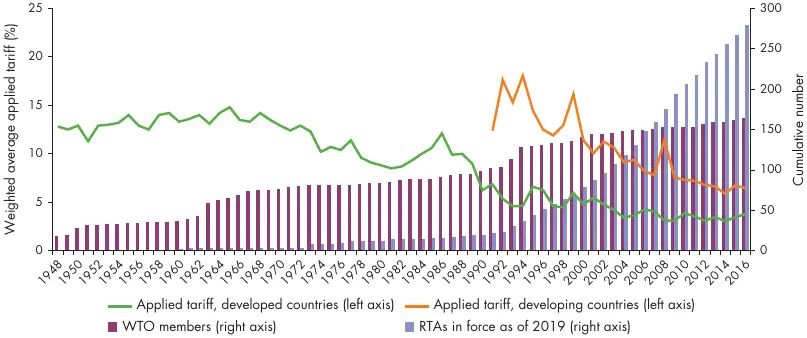 Weighted average applied tariff (%)
25
20
15
10
5
0
300
250
200
150
100
50
0
Cumulative number
1948 1950 1952 1954 1956 1958 1960 1962 1964 1966 1968 1970 1972 1974 1976 1978 1980 1982 1984 1986 1988 1990 1992 1994 1996 1998 2000 2002 2004 2006 2008 2010 2012 2014 2016
Applied tariff, developed countries (left axis) Applied tariff, developing countries (left axis)
WTO members (right axis) RTAs in force as of 2019 (right axis)